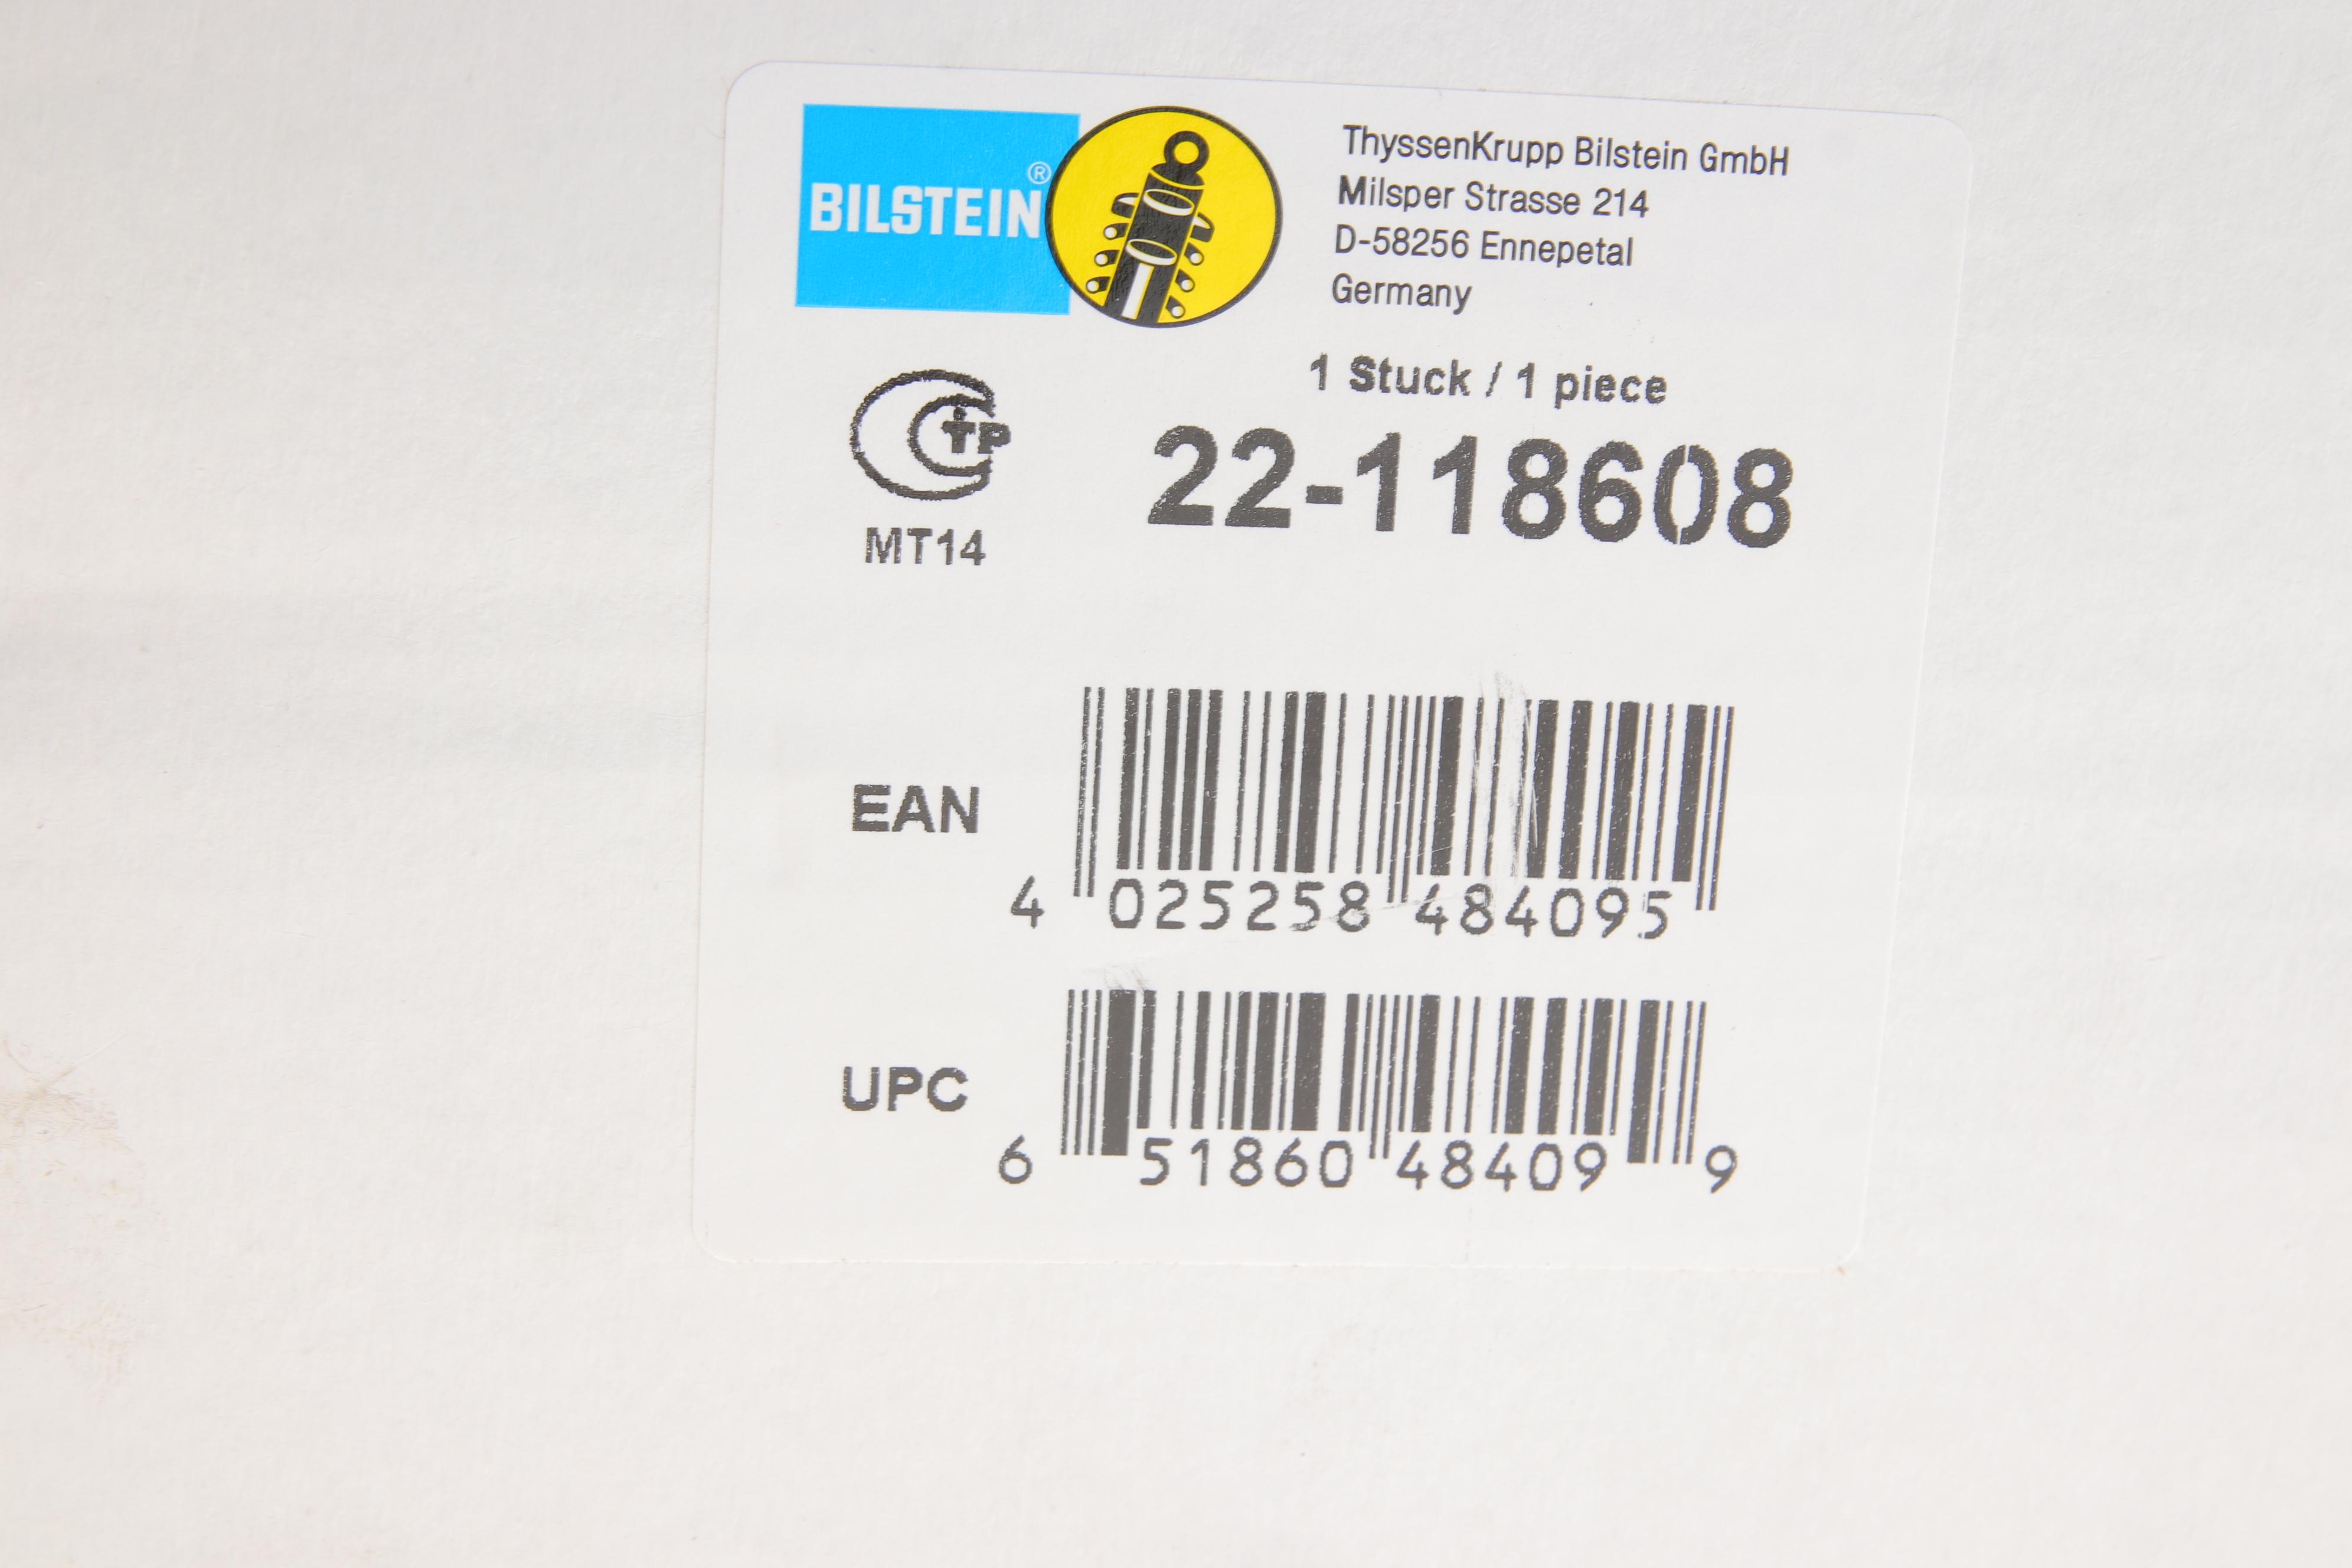 BILSTEIN®
ThyssenKrupp Bilstein GmbH
Milsper Strasse 214
D-58256 Ennepetal
Germany
1 Stuck / 1 piece
22-118608
MT14
EAN
4 025258 484095
UPC
6 51860 48409 9